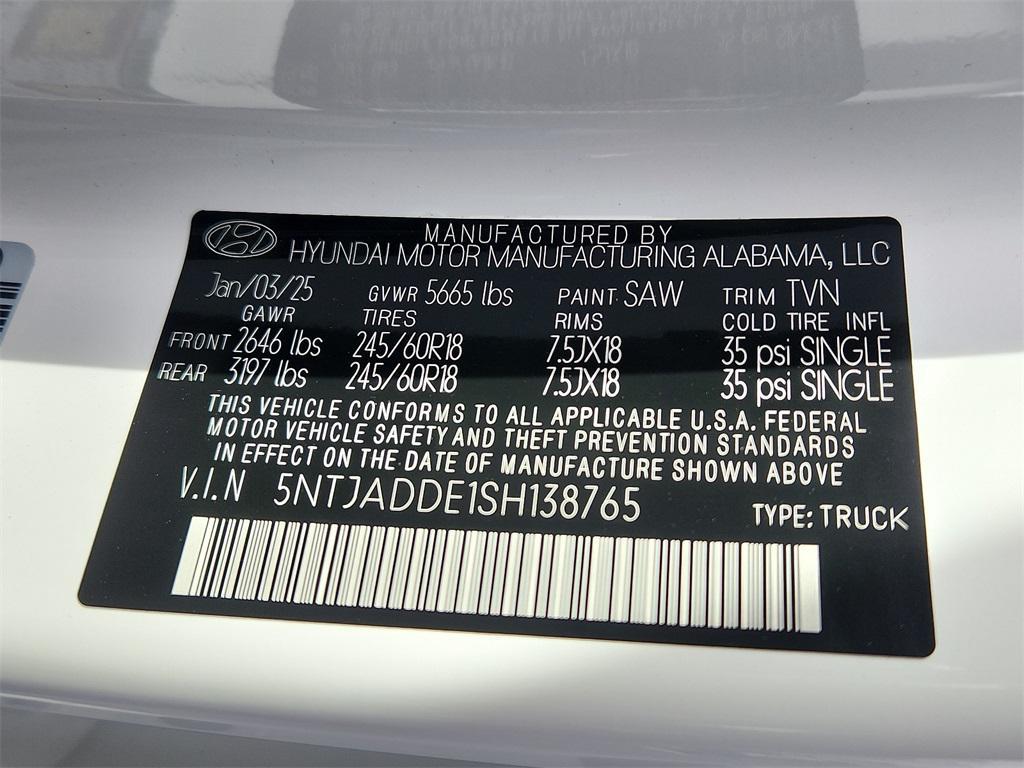 MANUFACTURED BY
HYUNDAI MOTOR MANUFACTURING ALABAMA, LLC
Jan/03/25 GVWR 5665 lbs PAINT SAW TRIM TVN
GAWR TIRES RIMS COLD TIRE INFL
FRONT 2646 lbs 245/60R18 7.5JX18 35 psi SINGLE
REAR 3197 lbs 245/60R18 7.5JX18 35 psi SINGLE
THIS VEHICLE CONFORMS TO ALL APPLICABLE U.S.A. FEDERAL
MOTOR VEHICLE SAFETY AND THEFT PREVENTION STANDARDS
IN EFFECT ON THE DATE OF MANUFACTURE SHOWN ABOVE
V.I.N 5NTJADDE1SH138765 TYPE: TRUCK